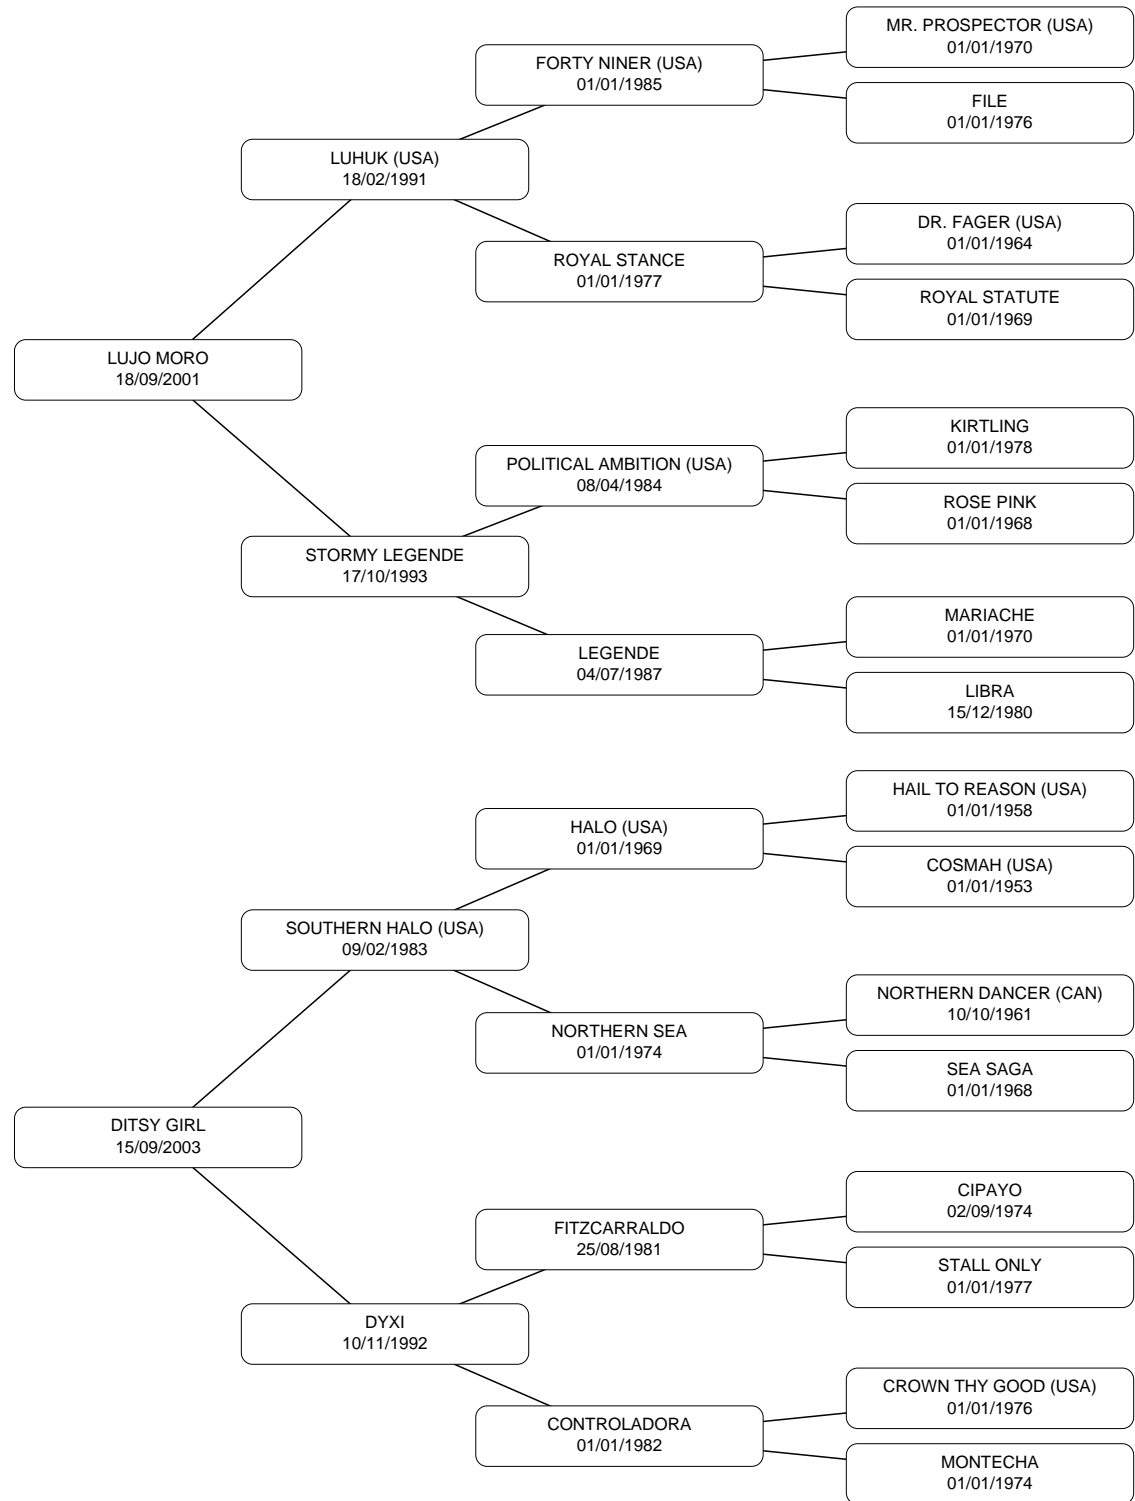 MR. PROSPECTOR (USA)
01/01/1970
FORTY NINER (USA)
01/01/1985
FILE
01/01/1976
LUHUK (USA)
18/02/1991
DR. FAGER (USA)
01/01/1964
ROYAL STANCE
01/01/1977
ROYAL STATUTE
01/01/1969
LUJO MORO
18/09/2001
KIRTLING
01/01/1978
POLITICAL AMBITION (USA)
08/04/1984
ROSE PINK
01/01/1968
STORMY LEGENDE
17/10/1993
MARIACHE
01/01/1970
LEGENDE
04/07/1987
LIBRA
15/12/1980
HAIL TO REASON (USA)
01/01/1958
HALO (USA)
01/01/1969
COSMAH (USA)
01/01/1953
SOUTHERN HALO (USA)
09/02/1983
NORTHERN DANCER (CAN)
10/10/1961
NORTHERN SEA
01/01/1974
SEA SAGA
01/01/1968
DITSY GIRL
15/09/2003
CIPAYO
02/09/1974
FITZCARRALDO
25/08/1981
STALL ONLY
01/01/1977
DYXI
10/11/1992
CROWN THY GOOD (USA)
01/01/1976
CONTROLADORA
01/01/1982
MONTECHA
01/01/1974